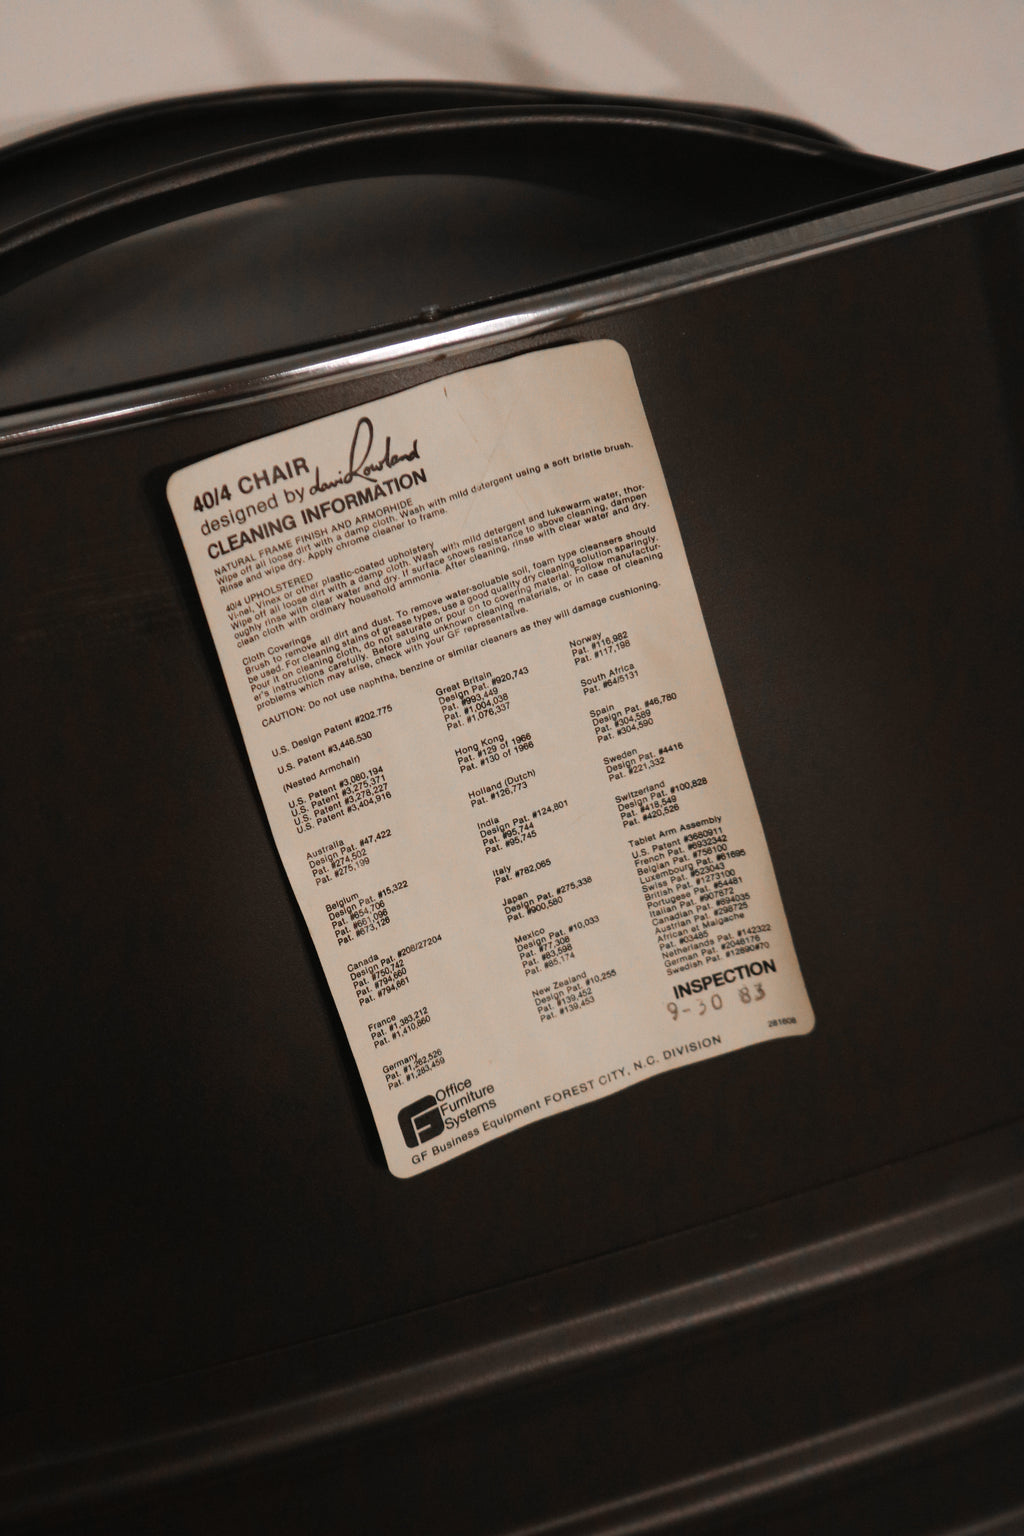 40/4 CHAIR
designed by david Rowland
CLEANING INFORMATION
NATURAL FRAME FINISH AND ARMORHIDE
Wipe off all loose dirt with a damp cloth. Wash with mild detergent using a soft bristle brush.
Rinse and wipe dry. Apply chrome cleaner to frame.
40/4 UPHOLSTERED
Vinel, Vinex or other plastic-coated upholstery
Wipe off all loose dirt with a damp cloth. Wash with mild detergent and lukewarm water, thor-
oughly rinse with clear water and dry. If surface shows resistance to above cleaning, dampen
clean cloth with ordinary household ammonia. After cleaning, rinse with clear water and dry.
Cloth Coverings
Brush to remove all dirt and dust. To remove water-soluble soil, foam type cleansers should
be used. For cleaning stains of grease types, use a good quality dry cleaning solution sparingly.
Pour it on cleaning cloth, do not saturate or pour on to covering material. Follow manufactur-
er's instructions carefully. Before using unknown cleaning materials, or in case of cleaning
problems which may arise, check with your GF representative.
CAUTION: Do not use naphtha, benzine or similar cleaners as they will damage cushioning.
U.S. Design Patent #202,775
U.S. Patent #3,446,530
(Nested Armchair)
U.S. Patent #3,080,194
U.S. Patent #3,275,371
U.S. Patent #3,278,227
U.S. Patent #3,404,916
Australia
Design Pat. #47,422
Pat. #274,502
Pat. #275,199
Belgium
Design Pat. #15,322
Pat. #654,706
Pat. #661,096
Pat. #673,126
Canada
Design Pat. #208/27204
Pat. #750,742
Pat. #794,660
Pat. #794,661
France
Pat. #1,383,212
Pat. #1,410,860
Germany
Pat. #1,262,526
Pat. #1,283,459
Great Britain
Design Pat. #920,743
Pat. #993,449
Pat. #1,004,038
Pat. #1,076,337
Hong Kong
Pat. #129 of 1966
Pat. #130 of 1966
Holland (Dutch)
Pat. #126,773
India
Design Pat. #124,801
Pat. #95,744
Pat. #95,745
Italy
Pat. #782,065
Japan
Design Pat. #275,338
Pat. #900,580
Mexico
Design Pat. #10,033
Pat. #77,308
Pat. #83,598
Pat. #85,174
New Zealand
Design Pat. #10,255
Pat. #139,452
Pat. #139,453
Norway
Pat. #116,982
Pat. #117,198
South Africa
Pat. #64/5131
Spain
Design Pat. #46,780
Pat. #304,589
Pat. #304,590
Sweden
Design Pat. #4416
Pat. #221,332
Switzerland
Design Pat. #100,828
Pat. #418,549
Pat. #420,526
Tablet Arm Assembly
U.S. Patent #3660911
French Pat. #6932342
Belgian Pat. #758100
Luxembourg Pat. #61695
Swiss Pat. #523043
British Pat. #1273100
Portugese Pat. #54481
Italian Pat. #907872
Canadian Pat. #894035
Austrian Pat. #298725
African et Malgache
Pat. #03485
Netherlands Pat. #142322
German Pat. #2046176
Swedish Pat. #12890#70
INSPECTION
9-30 83
281608
Office
Furniture
Systems
GF Business Equipment FOREST CITY, N.C. DIVISION